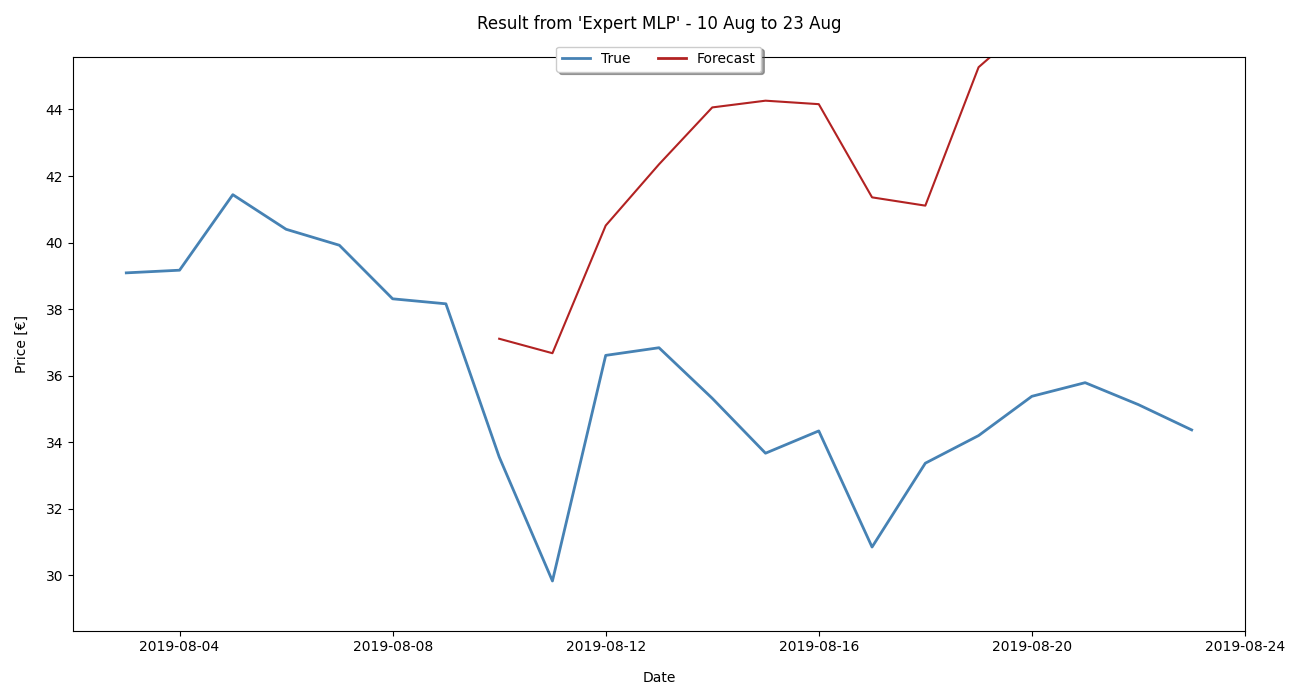 Result from 'Expert MLP' - 10 Aug to 23 Aug
True Forecast
44
42
40
38
36
34
32
30
Price [€]
2019-08-04 2019-08-08 2019-08-12 2019-08-16 2019-08-20 2019-08-24
Date